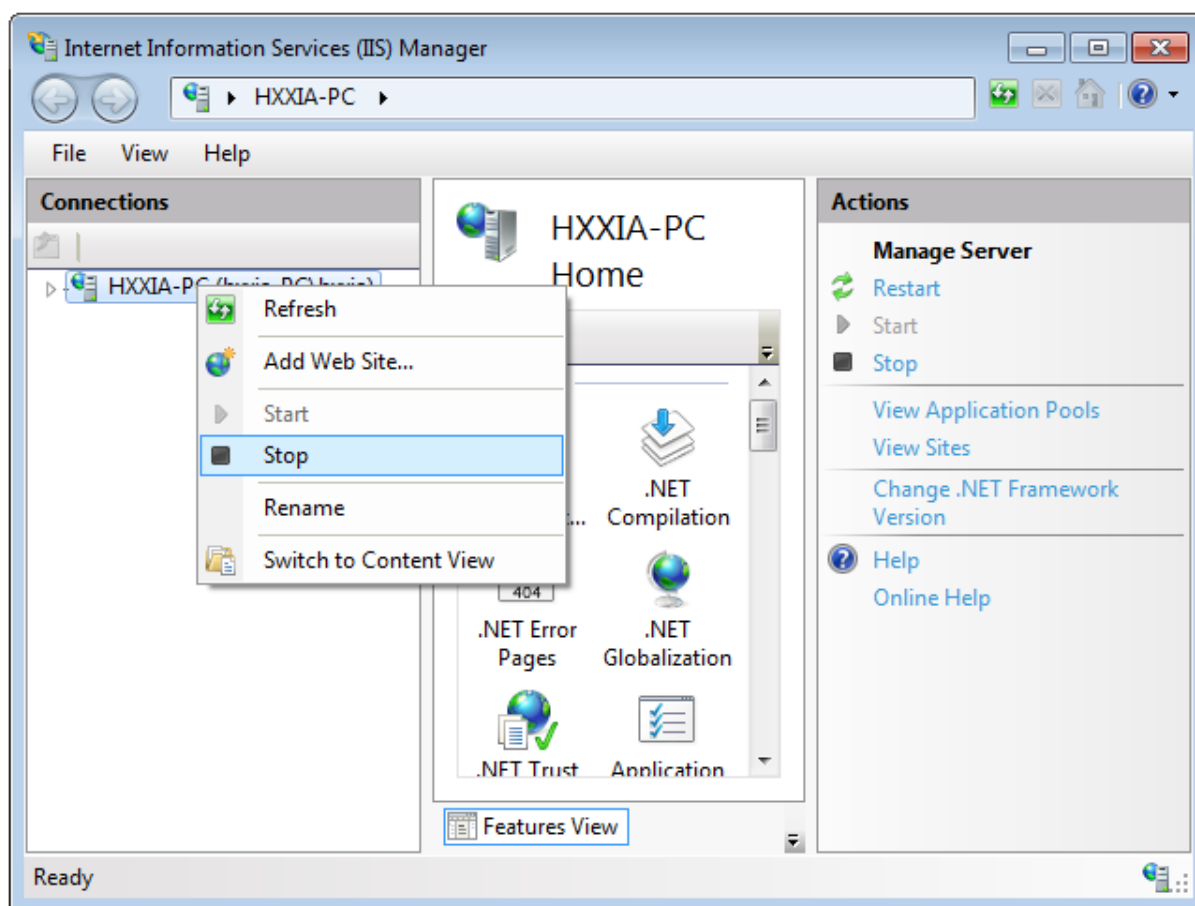 Internet Information Services (IIS) Manager
HXXIA-PC
File View Help
Connections
HXXIA-PC
Refresh
Add Web Site...
Start
Stop
Rename
Switch to Content View
HXXIA-PC
Home
.NET
Compilation
404
.NET Error
Pages
.NET
Globalization
.NET Trust
Application
Features View
Actions
Manage Server
Restart
Start
Stop
View Application Pools
View Sites
Change .NET Framework
Version
Help
Online Help
Ready